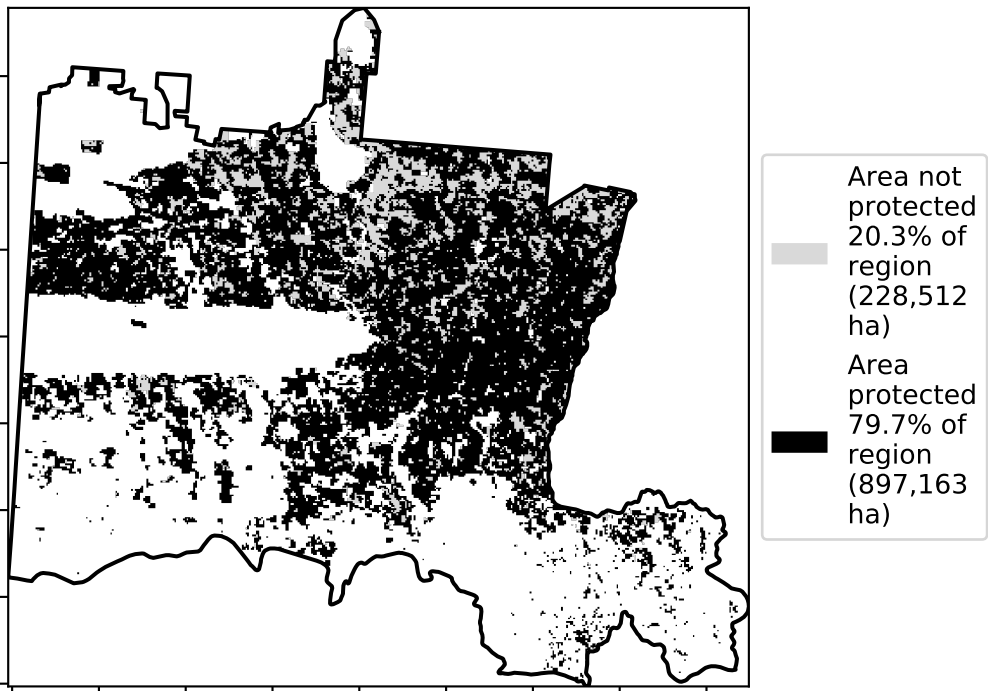 Area not
protected
20.3% of
region
(228,512
ha)
Area
protected
79.7% of
region
(897,163
ha)